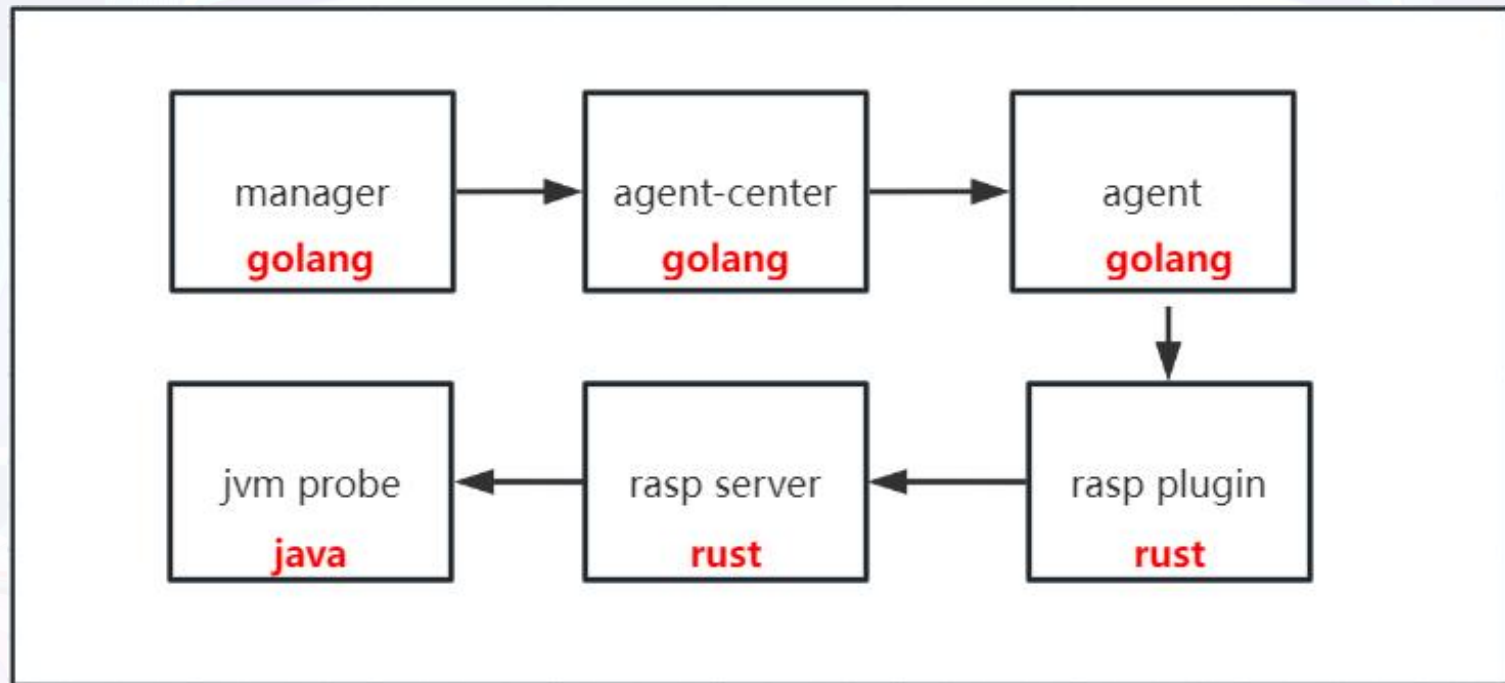 manager
golang
agent-center
golang
agent
golang
jvm probe
java
rasp server
rust
rasp plugin
rust